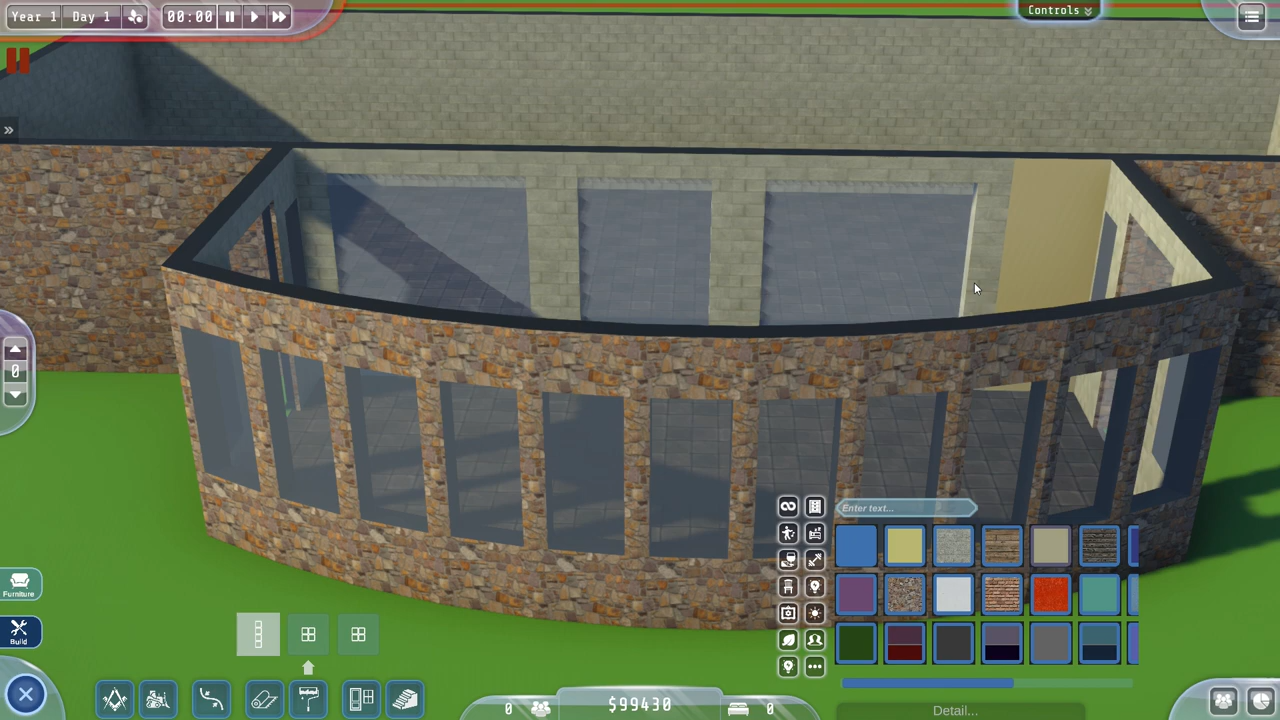 Year 1 Day 1 00:00
Controls
0
Furniture
Build
Enter text...
0 $99430 0
Detail...